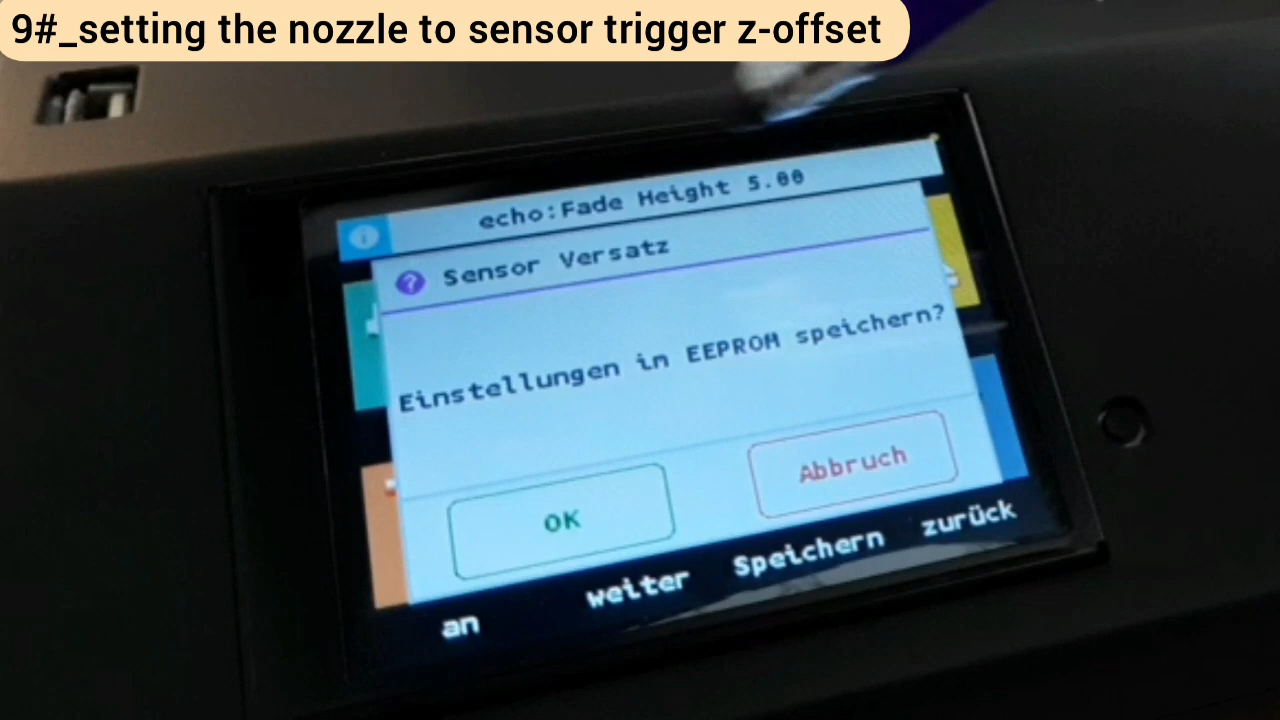 9#_setting the nozzle to sensor trigger z-offset
echo:Fade Height 5.00
Sensor Versatz
Einstellungen in EEPROM speichern?
OK
Abbruch
an
weiter
Speichern
zurück